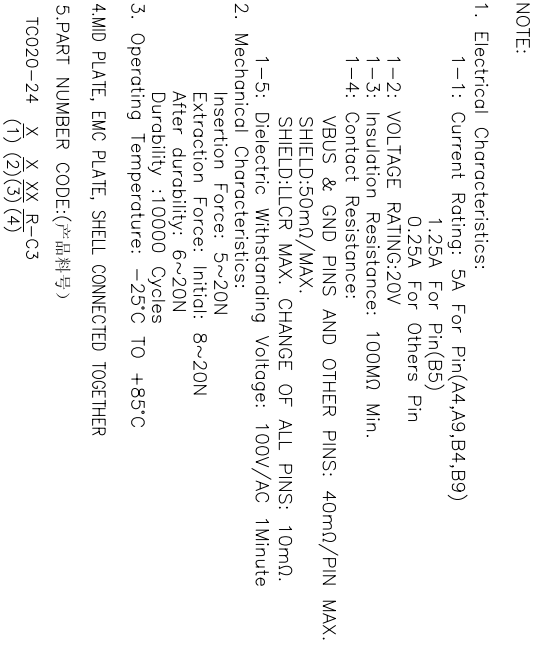 NOTE:
1. Electrical Characteristics:
1-1: Current Rating: 5A For Pin(A4,A9,B4,B9)
1.25A For Pin(B5)
0.25A For Others Pin
1-2: VOLTAGE RATING:20V
1-3: Insulation Resistance: 100MΩ Min.
1-4: Contact Resistance:
VBUS & GND PINS AND OTHER PINS: 40mΩ/PIN MAX.
SHIELD:50mΩ/MAX.
SHIELD:LLCR MAX. CHANGE OF ALL PINS: 10mΩ.
1-5: Dielectric Withstanding Voltage: 100V/AC 1Minute
2. Mechanical Characteristics:
Insertion Force: 5~20N
Extraction Force: Initial: 8~20N
After durability: 6~20N
Durability :10000 Cycles
3. Operating Temperature: -25°C TO +85°C
4.MID PLATE, EMC PLATE, SHELL CONNECTED TOGETHER
5.PART NUMBER CODE:(产品料号)
TC020-24 X X XX R-C3
(1) (2)(3)(4)